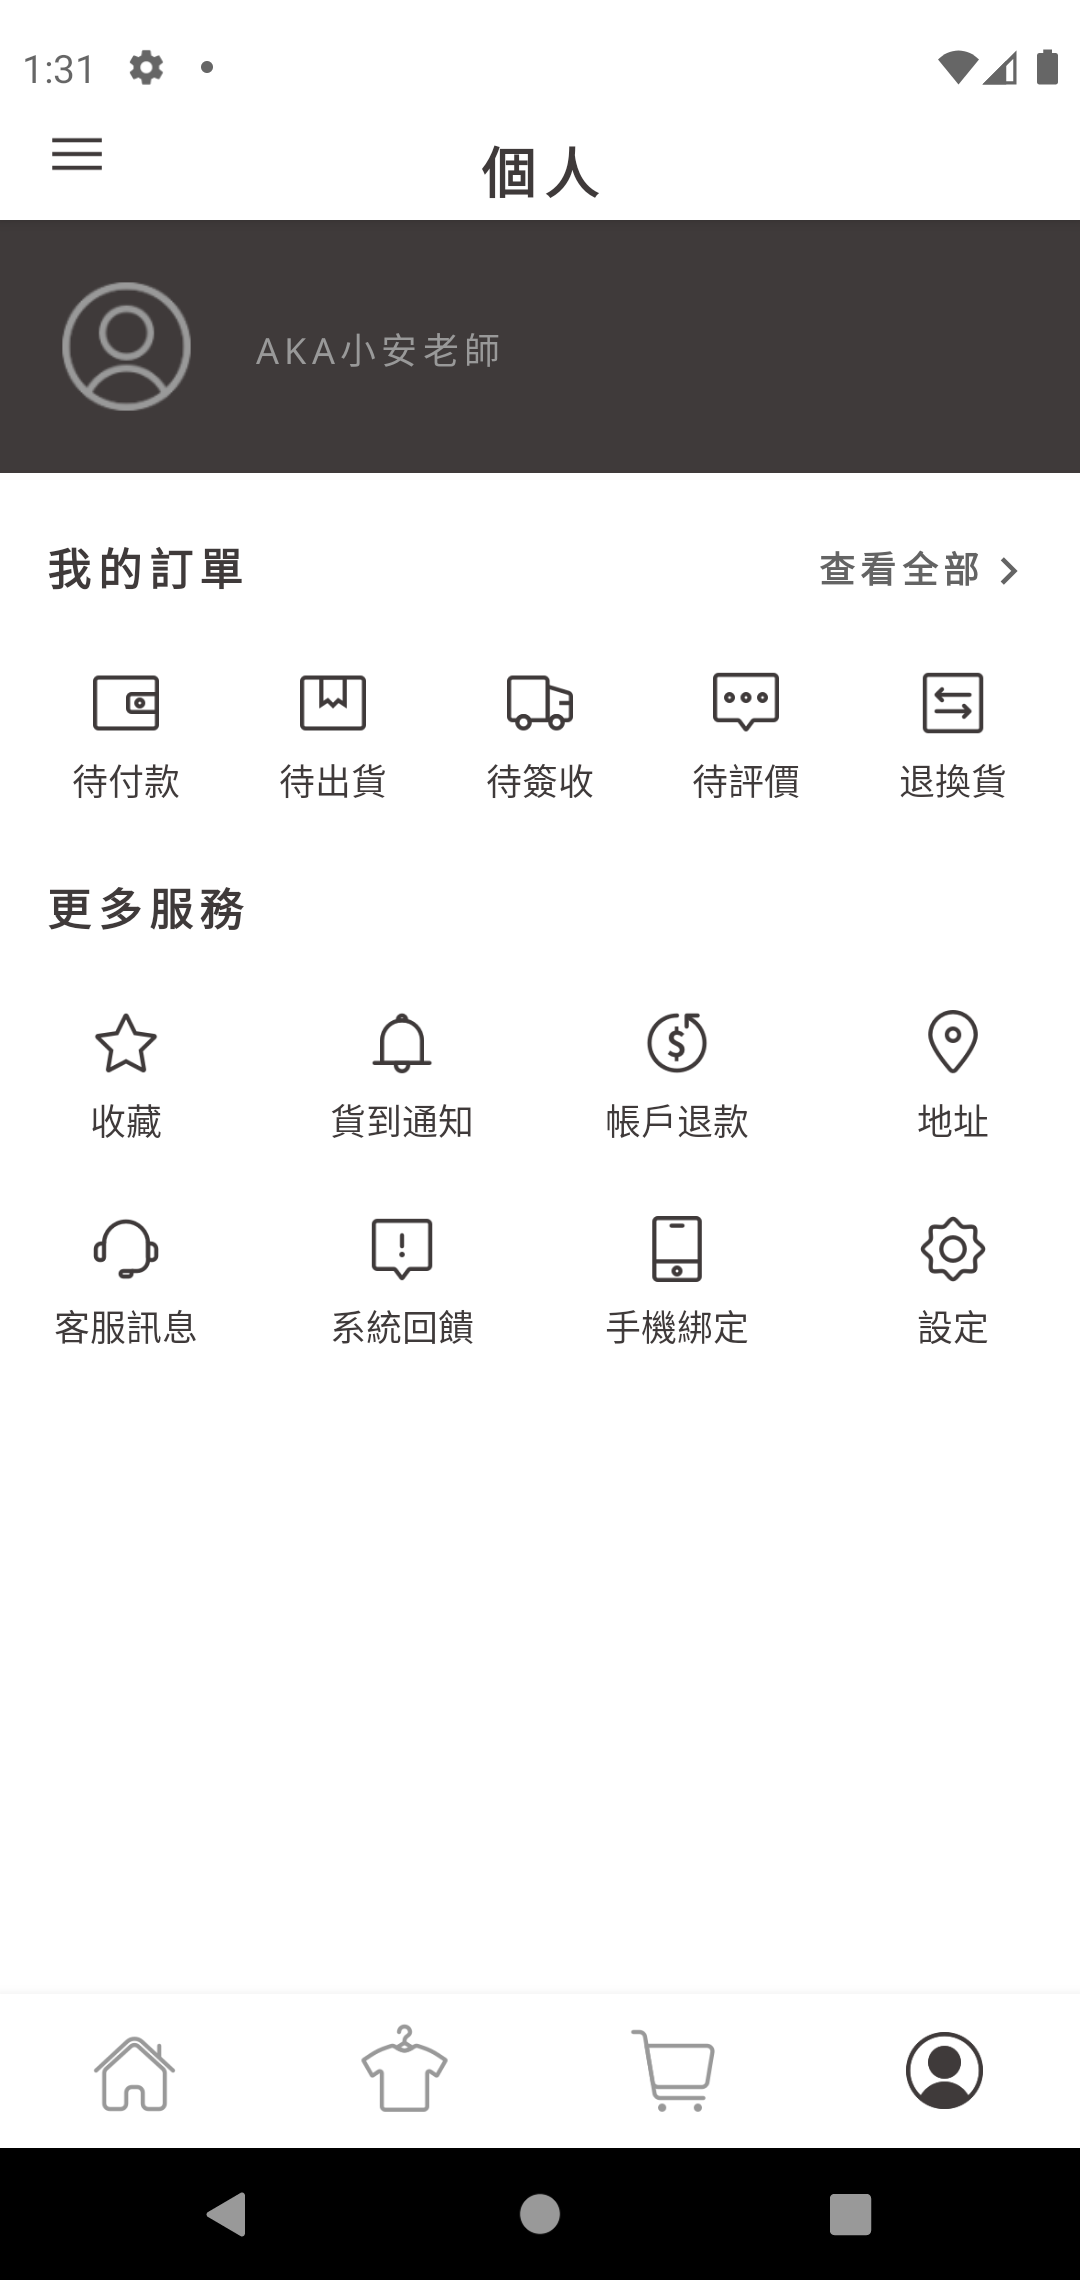 1:31
個人
AKA小安老師
我的訂單 查看全部
待付款 待出貨 待簽收 待評價 退換貨
更多服務
收藏 貨到通知 帳戶退款 地址
客服訊息 系統回饋 手機綁定 設定